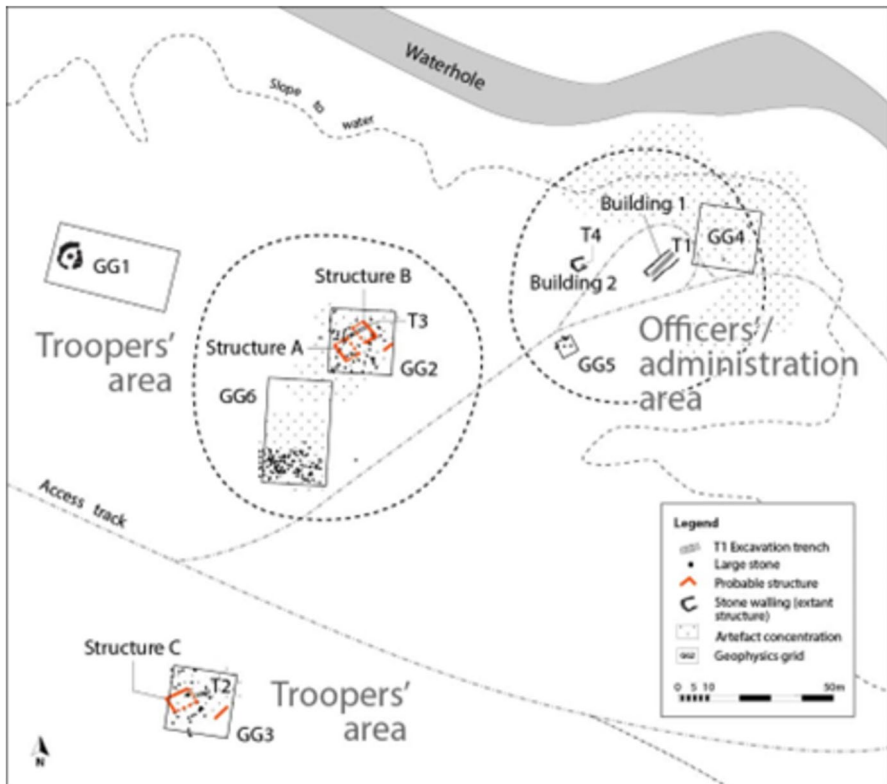 Waterhole
Slope to
water
Building 1
T4
T1
GG4
Building 2
GG1
Structure B
T3
Troopers'
area
Structure A
GG2
GG5
Officers'/
administration
area
GG6
Access track
Legend
T1 Excavation trench
Large stone
Probable structure
Stone walling (extant
structure)
Artefact concentration
GG2 Geophysics grid
0 5 10 50m
Structure C
T2
Troopers'
area
GG3
N